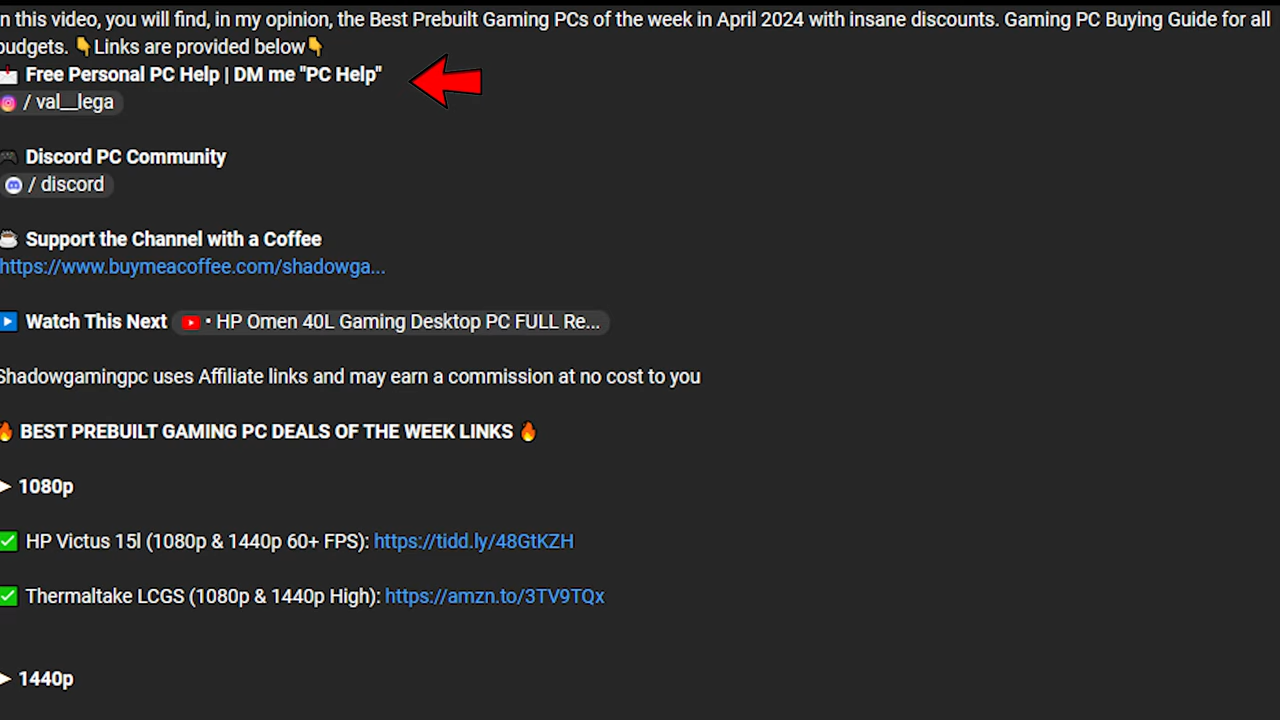 n this video, you will find, in my opinion, the Best Prebuilt Gaming PCs of the week in April 2024 with insane discounts. Gaming PC Buying Guide for all
budgets. 👇Links are provided below👇
📩 Free Personal PC Help | DM me "PC Help"
/ val__lega
🎮 Discord PC Community
/ discord
☕ Support the Channel with a Coffee
https://www.buymeacoffee.com/shadowga...
▶️ Watch This Next • HP Omen 40L Gaming Desktop PC FULL Re...
Shadowgamingpc uses Affiliate links and may earn a commission at no cost to you
🔥 BEST PREBUILT GAMING PC DEALS OF THE WEEK LINKS 🔥
► 1080p
✅ HP Victus 15l (1080p & 1440p 60+ FPS): https://tidd.ly/48GtKZH
✅ Thermaltake LCGS (1080p & 1440p High): https://amzn.to/3TV9TQx
► 1440p